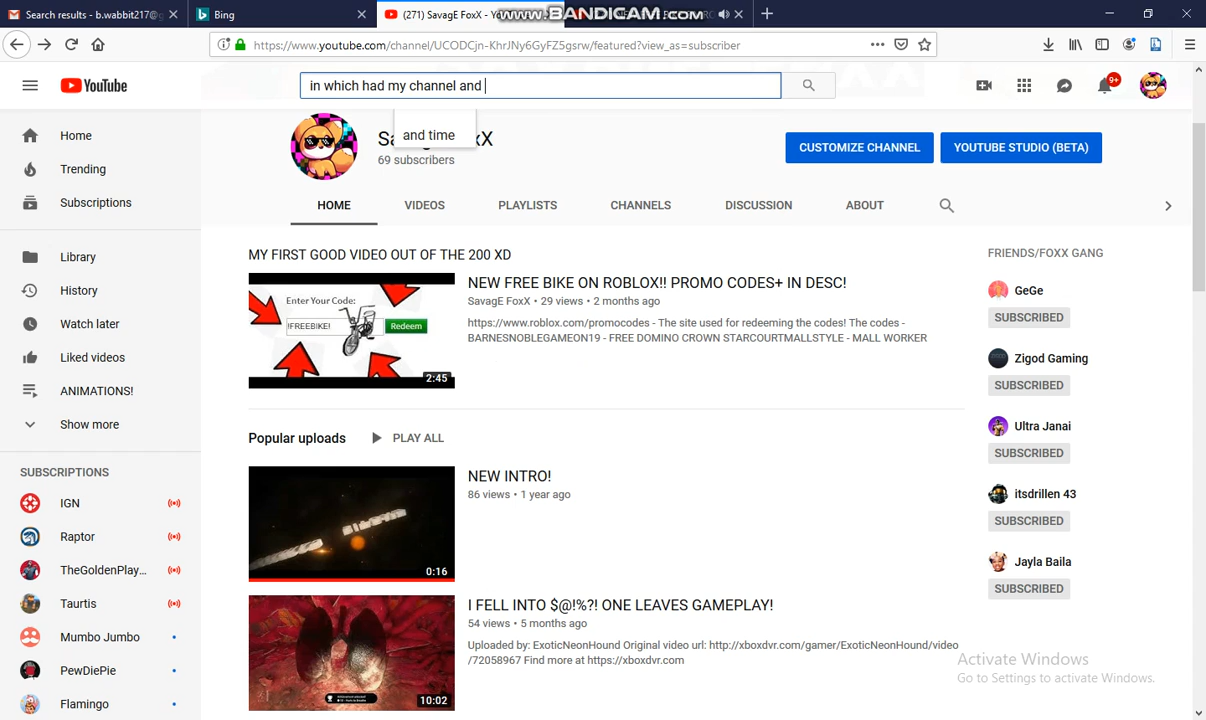 Search results - b.wabbit217@g
Bing
(271) SavagE FoxX - Yo
www.BANDICAM.com
https://www.youtube.com/channel/UCODCjn-KhrJNy6GyFZ5gsrw/featured?view_as=subscriber
YouTube
in which had my channel and
9+
and time
SavagE FoxX
69 subscribers
CUSTOMIZE CHANNEL
YOUTUBE STUDIO (BETA)
HOME
VIDEOS
PLAYLISTS
CHANNELS
DISCUSSION
ABOUT
Home
Trending
Subscriptions
Library
History
Watch later
Liked videos
ANIMATIONS!
Show more
SUBSCRIPTIONS
IGN
Raptor
TheGoldenPlay...
Taurtis
Mumbo Jumbo
PewDiePie
Flamingo
MY FIRST GOOD VIDEO OUT OF THE 200 XD
Enter Your Code:
!FREEBIKE!
Redeem
2:45
NEW FREE BIKE ON ROBLOX!! PROMO CODES+ IN DESC!
SavagE FoxX • 29 views • 2 months ago
https://www.roblox.com/promocodes - The site used for redeeming the codes! The codes -
BARNESNOBLEGAMEON19 - FREE DOMINO CROWN STARCOURTMALLSTYLE - MALL WORKER
Popular uploads
PLAY ALL
0:16
NEW INTRO!
86 views • 1 year ago
10:02
I FELL INTO $@!%?! ONE LEAVES GAMEPLAY!
54 views • 5 months ago
Uploaded by: ExoticNeonHound Original video url: http://xboxdvr.com/gamer/ExoticNeonHound/video
/72058967 Find more at https://xboxdvr.com
FRIENDS/FOXX GANG
GeGe
SUBSCRIBED
Zigod Gaming
SUBSCRIBED
Ultra Janai
SUBSCRIBED
itsdrillen 43
SUBSCRIBED
Jayla Baila
SUBSCRIBED
Activate Windows
Go to Settings to activate Windows.